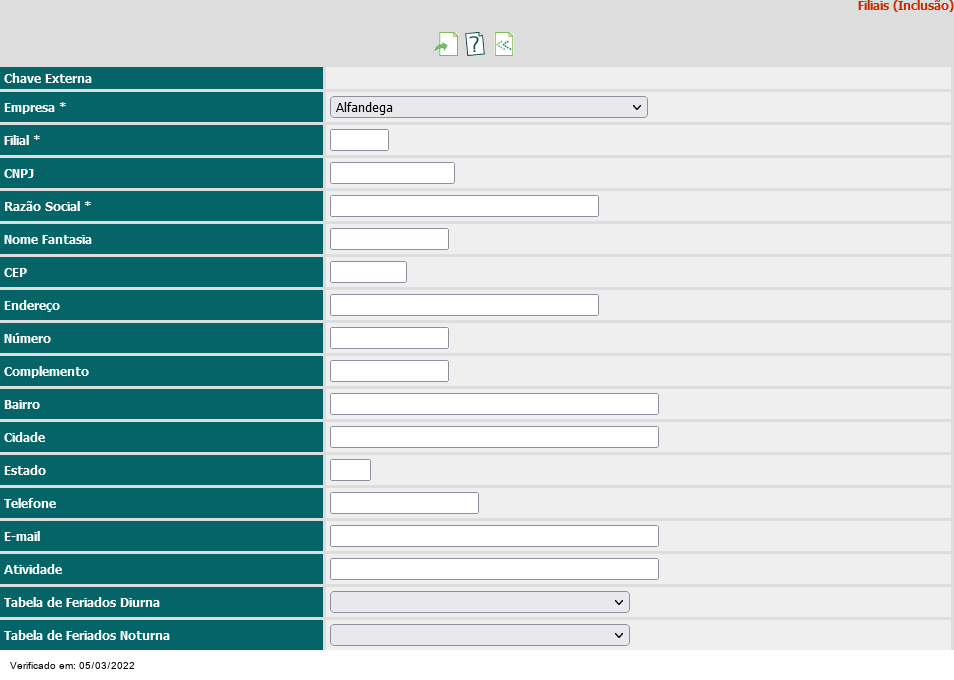 Filiais (Inclusão)
?
Chave Externa
Empresa * Alfandega
Filial *
CNPJ
Razão Social *
Nome Fantasia
CEP
Endereço
Número
Complemento
Bairro
Cidade
Estado
Telefone
E-mail
Atividade
Tabela de Feriados Diurna
Tabela de Feriados Noturna
Verificado em: 05/03/2022